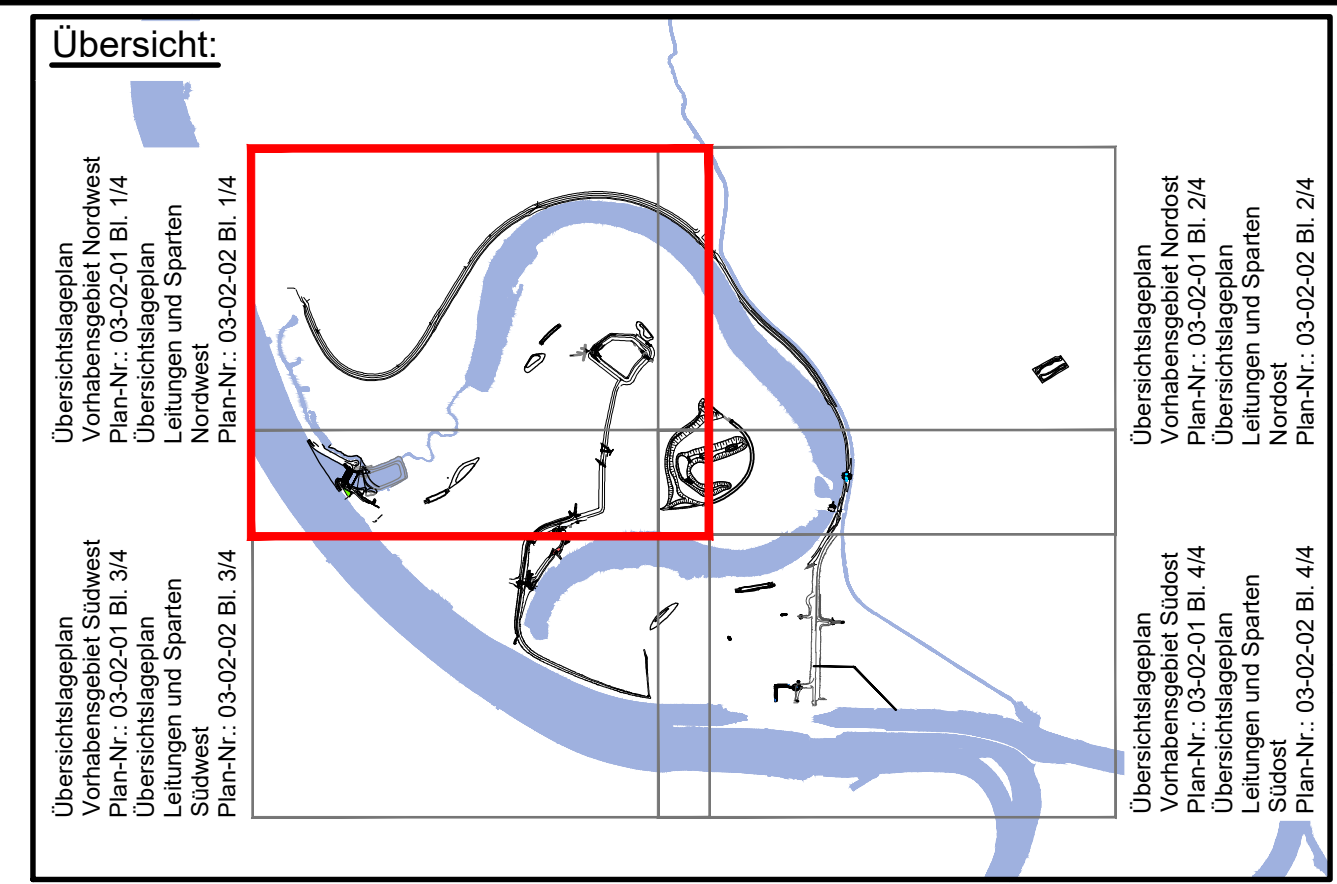 Übersicht:
Übersichtslageplan
Vorhabensgebiet Nordwest
Plan-Nr.: 03-02-01 Bl. 1/4
Übersichtslageplan
Leitungen und Sparten
Nordwest
Plan-Nr.: 03-02-02 Bl. 1/4
Übersichtslageplan
Vorhabensgebiet Nordost
Plan-Nr.: 03-02-01 Bl. 2/4
Übersichtslageplan
Leitungen und Sparten
Nordost
Plan-Nr.: 03-02-02 Bl. 2/4
Übersichtslageplan
Vorhabensgebiet Südwest
Plan-Nr.: 03-02-01 Bl. 3/4
Übersichtslageplan
Leitungen und Sparten
Südwest
Plan-Nr.: 03-02-02 Bl. 3/4
Übersichtslageplan
Vorhabensgebiet Südost
Plan-Nr.: 03-02-01 Bl. 4/4
Übersichtslageplan
Leitungen und Sparten
Südost
Plan-Nr.: 03-02-02 Bl. 4/4